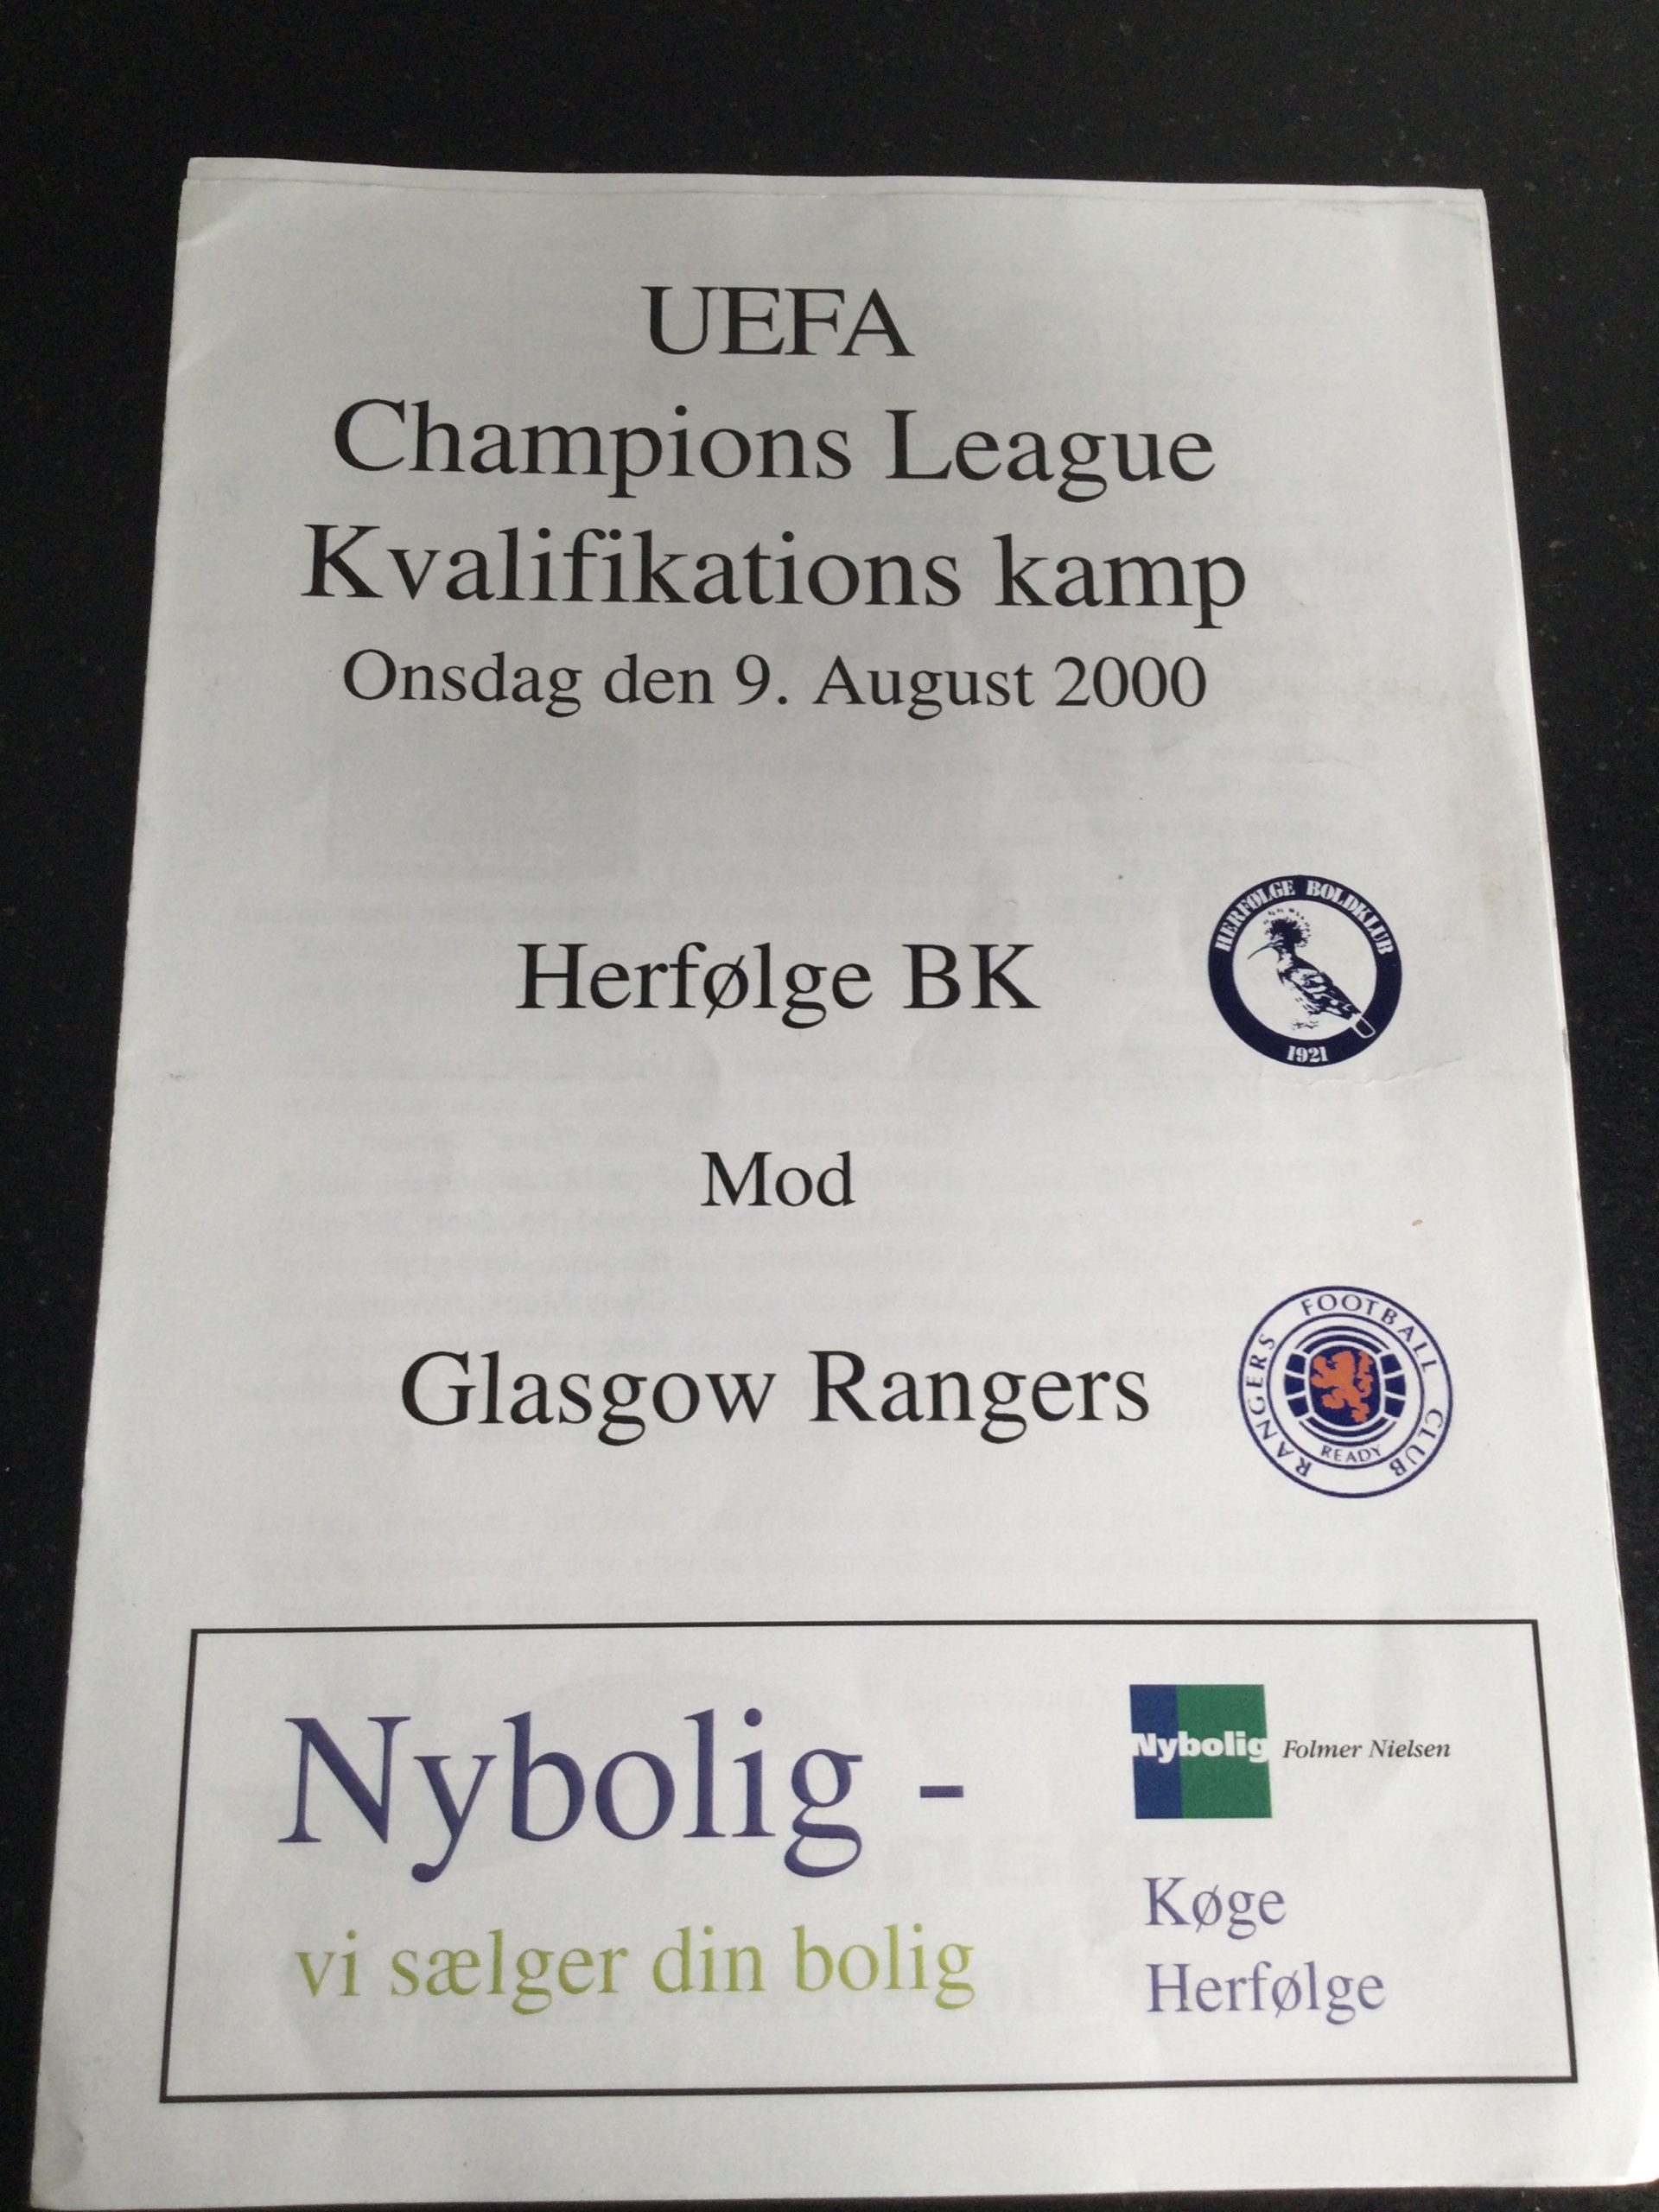 UEFA
Champions League
Kvalifikations kamp
Onsdag den 9. August 2000
Herfølge BK
HERFØLGE BOLDKLUB
1921
Mod
Glasgow Rangers
RANGERS FOOTBALL CLUB
READY
Nybolig -
vi sælger din bolig
Nybolig Folmer Nielsen
Køge
Herfølge